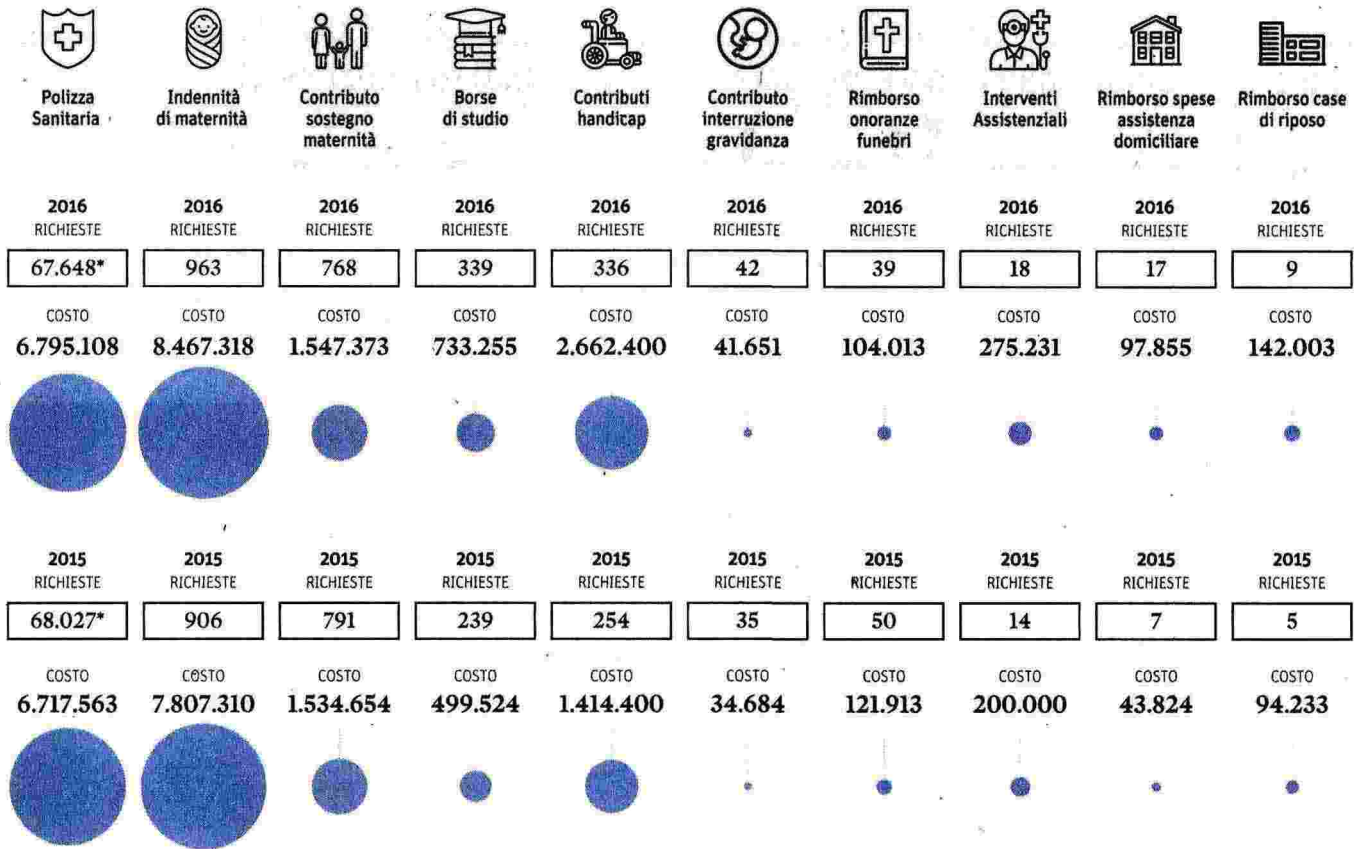 Polizza Sanitaria
Indennità di maternità
Contributo sostegno maternità
Borse di studio
Contributi handicap
Contributo interruzione gravidanza
Rimborso onoranze funebri
Interventi Assistenziali
Rimborso spese assistenza domiciliare
Rimborso case di riposo
2016 2016 2016 2016 2016 2016 2016 2016 2016 2016
RICHIESTE RICHIESTE RICHIESTE RICHIESTE RICHIESTE RICHIESTE RICHIESTE RICHIESTE RICHIESTE RICHIESTE
67.648* 963 768 339 336 42 39 18 17 9
COSTO COSTO COSTO COSTO COSTO COSTO COSTO COSTO COSTO COSTO
6.795.108 8.467.318 1.547.373 733.255 2.662.400 41.651 104.013 275.231 97.855 142.003
2015 2015 2015 2015 2015 2015 2015 2015 2015 2015
RICHIESTE RICHIESTE RICHIESTE RICHIESTE RICHIESTE RICHIESTE RICHIESTE RICHIESTE RICHIESTE RICHIESTE
68.027* 906 791 239 254 35 50 14 7 5
COSTO COSTO COSTO COSTO COSTO COSTO COSTO COSTO COSTO COSTO
6.717.563 7.807.310 1.534.654 499.524 1.414.400 34.684 121.913 200.000 43.824 94.233